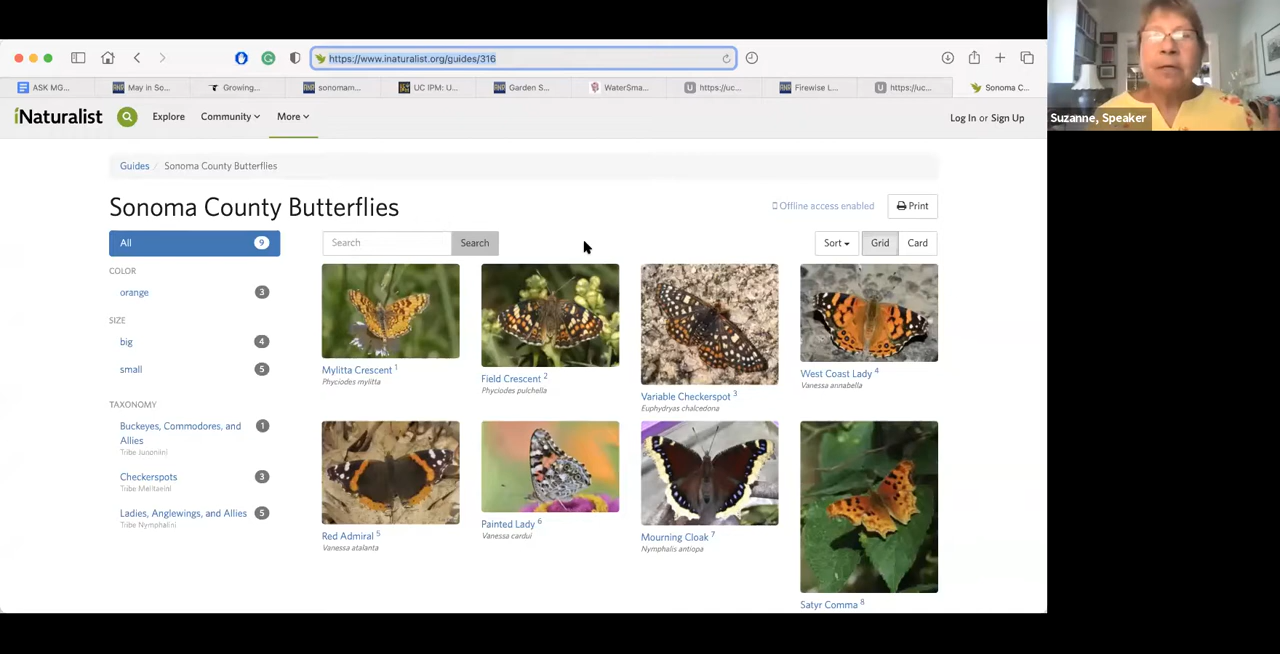 https://www.inaturalist.org/guides/316
ASK MG...
May in So...
Growing...
sonomam...
UC IPM: U...
Garden S...
WaterSma...
https://uc...
Firewise L...
https://uc...
Sonoma C...
iNaturalist
Explore
Community
More
Log In or Sign Up
Suzanne, Speaker
Guides / Sonoma County Butterflies
Sonoma County Butterflies
Offline access enabled
Print
All 9
Search
Search
Sort
Grid
Card
COLOR
orange 3
SIZE
big 4
small 5
TAXONOMY
Buckeyes, Commodores, and 1
Allies
Tribe Junoniini
Checkerspots 3
Tribe Melitaeini
Ladies, Anglewings, and Allies 5
Tribe Nymphalini
Mylitta Crescent 1
Phyciodes mylitta
Field Crescent 2
Phyciodes pulchella
Variable Checkerspot 3
Euphydryas chalcedona
West Coast Lady 4
Vanessa annabella
Red Admiral 5
Vanessa atalanta
Painted Lady 6
Vanessa cardui
Mourning Cloak 7
Nymphalis antiopa
Satyr Comma 8